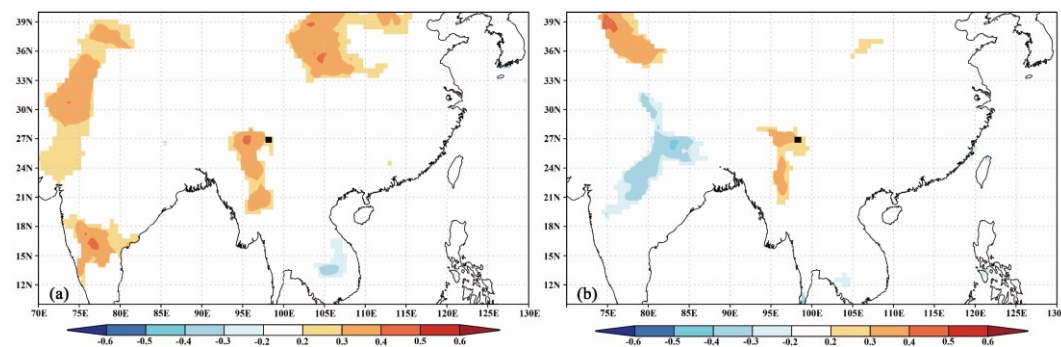 39N
36N
33N
30N
27N
24N
21N
18N
15N
12N
(a)
70E 75E 80E 85E 90E 95E 100E 105E 110E 115E 120E 125E 130E
-0.6 -0.5 -0.4 -0.3 -0.2 0.2 0.3 0.4 0.5 0.6
39N
36N
33N
30N
27N
24N
21N
18N
15N
12N
(b)
75E 80E 85E 90E 95E 100E 105E 110E 115E 120E 125E 130E
-0.6 -0.5 -0.4 -0.2 0.2 0.3 0.4 0.5 0.6